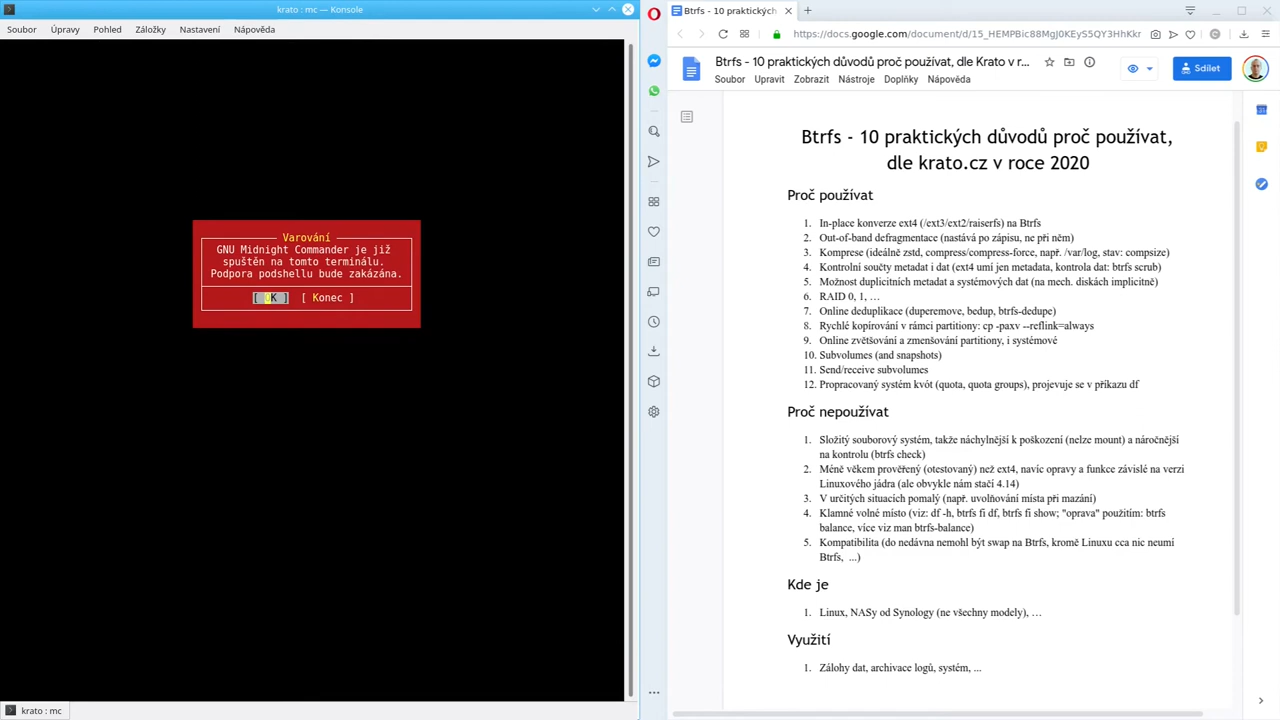 krato : mc — Konsole
Soubor Úpravy Pohled Záložky Nastavení Nápověda
Varování
GNU Midnight Commander je již
spuštěn na tomto terminálu.
Podpora podshellu bude zakázána.
[ OK ] [ Konec ]
krato : mc
Btrfs - 10 praktických
https://docs.google.com/document/d/15_HEMPBic88MgJ0KEyS5QY3HhKkr
Btrfs - 10 praktických důvodů proč používat, dle Krato v r...
Soubor Upravit Zobrazit Nástroje Doplňky Nápověda
Sdílet
Btrfs - 10 praktických důvodů proč používat,
dle krato.cz v roce 2020
Proč používat
1. In-place konverze ext4 (/ext3/ext2/raiserfs) na Btrfs
2. Out-of-band defragmentace (nastává po zápisu, ne při něm)
3. Komprese (ideálně zstd, compress/compress-force, např. /var/log, stav: compsize)
4. Kontrolní součty metadat i dat (ext4 umí jen metadata, kontrola dat: btrfs scrub)
5. Možnost duplicitních metadat a systémových dat (na mech. diskách implicitně)
6. RAID 0, 1, …
7. Online deduplikace (duperemove, bedup, btrfs-dedupe)
8. Rychlé kopírování v rámci partitiony: cp -paxv --reflink=always
9. Online zvětšování a zmenšování partitiony, i systémové
10. Subvolumes (and snapshots)
11. Send/receive subvolumes
12. Propracovaný systém kvót (quota, quota groups), projevuje se v příkazu df
Proč nepoužívat
1. Složitý souborový systém, takže náchylnější k poškození (nelze mount) a náročnější
na kontrolu (btrfs check)
2. Méně věkem prověřený (otestovaný) než ext4, navíc opravy a funkce závislé na verzi
Linuxového jádra (ale obvykle nám stačí 4.14)
3. V určitých situacích pomalý (např. uvolňování místa při mazání)
4. Klamné volné místo (viz: df -h, btrfs fi df, btrfs fi show; "oprava" použitím: btrfs
balance, více viz man btrfs-balance)
5. Kompatibilita (do nedávna nemohl být swap na Btrfs, kromě Linuxu cca nic neumí
Btrfs, ...)
Kde je
1. Linux, NASy od Synology (ne všechny modely), …
Využití
1. Zálohy dat, archivace logů, systém, ...